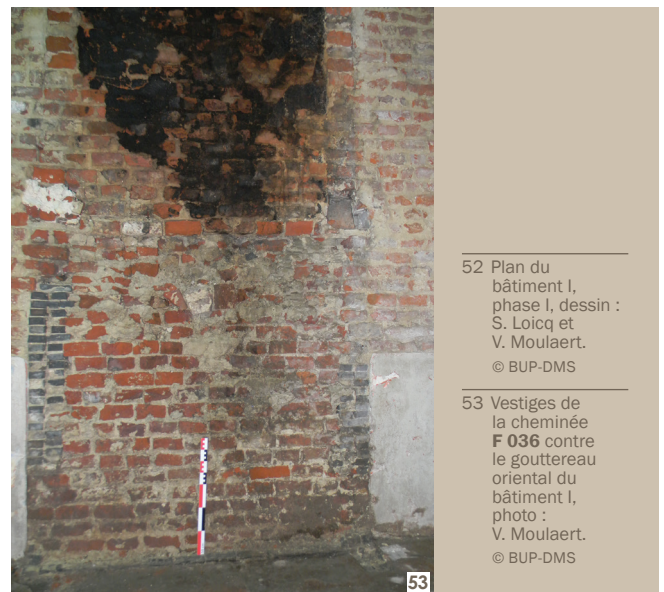 53
52 Plan du
bâtiment I,
phase I, dessin :
S. Loicq et
V. Moulaert.
© BUP-DMS
53 Vestiges de
la cheminée
F 036 contre
le gouttereau
oriental du
bâtiment I,
photo :
V. Moulaert.
© BUP-DMS